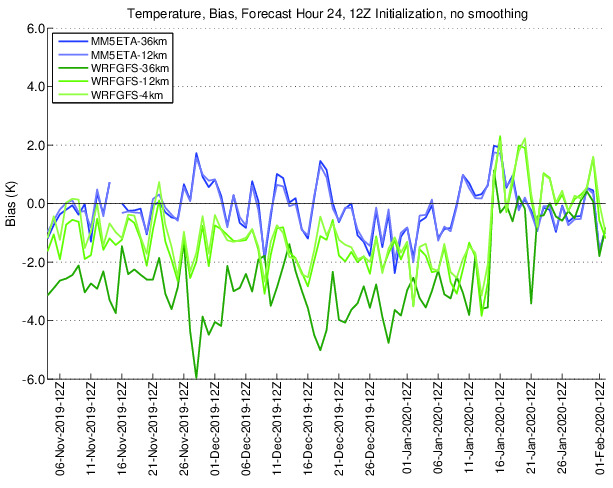 Temperature, Bias, Forecast Hour 24, 12Z Initialization, no smoothing
6.0
4.0
2.0
0.0
-2.0
-4.0
-6.0
Bias (K)
MM5ETA-36km
MM5ETA-12km
WRFGFS-36km
WRFGFS-12km
WRFGFS-4km
06-Nov-2019-12Z
11-Nov-2019-12Z
16-Nov-2019-12Z
21-Nov-2019-12Z
26-Nov-2019-12Z
01-Dec-2019-12Z
06-Dec-2019-12Z
11-Dec-2019-12Z
16-Dec-2019-12Z
21-Dec-2019-12Z
26-Dec-2019-12Z
01-Jan-2020-12Z
06-Jan-2020-12Z
11-Jan-2020-12Z
16-Jan-2020-12Z
21-Jan-2020-12Z
26-Jan-2020-12Z
01-Feb-2020-12Z